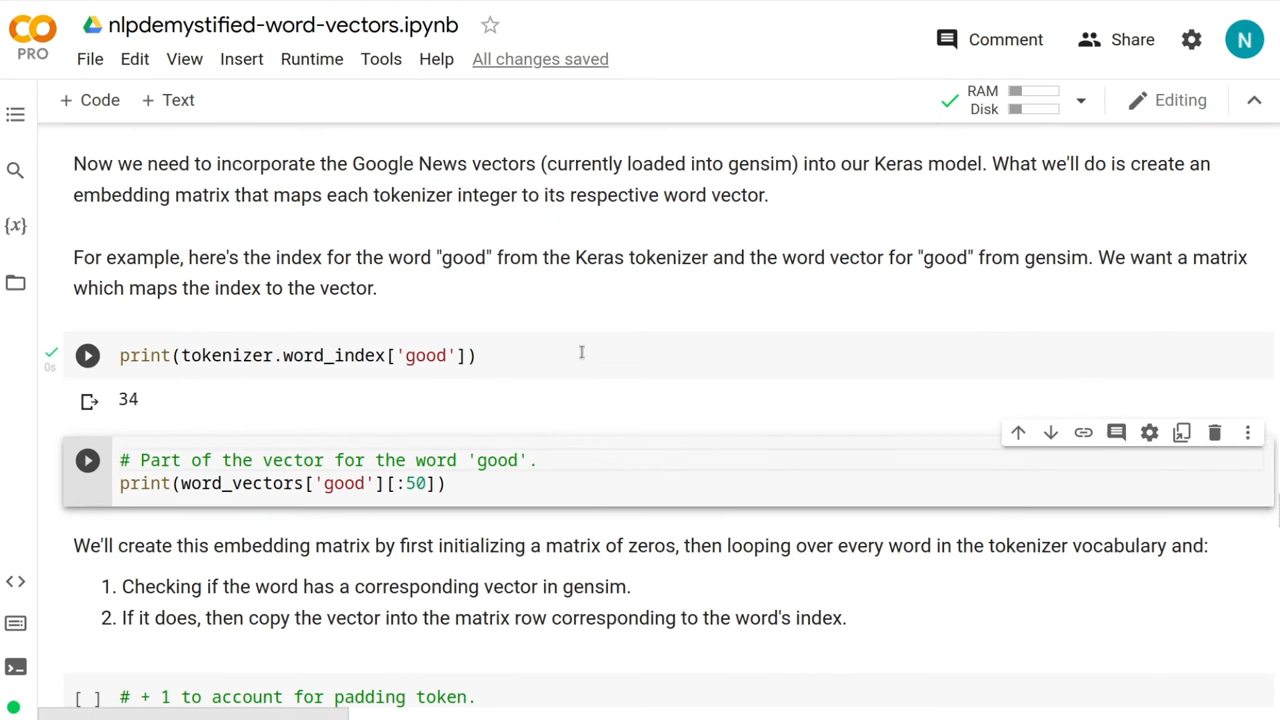 nlpdemystified-word-vectors.ipynb
PRO
File Edit View Insert Runtime Tools Help All changes saved
Comment Share N
+ Code + Text
RAM
Disk
Editing
Now we need to incorporate the Google News vectors (currently loaded into gensim) into our Keras model. What we'll do is create an
embedding matrix that maps each tokenizer integer to its respective word vector.
For example, here's the index for the word "good" from the Keras tokenizer and the word vector for "good" from gensim. We want a matrix
which maps the index to the vector.
print(tokenizer.word_index['good'])
0s
34
# Part of the vector for the word 'good'.
print(word_vectors['good'][:50])
We'll create this embedding matrix by first initializing a matrix of zeros, then looping over every word in the tokenizer vocabulary and:
1. Checking if the word has a corresponding vector in gensim.
2. If it does, then copy the vector into the matrix row corresponding to the word's index.
[ ] # + 1 to account for padding token.
{x}